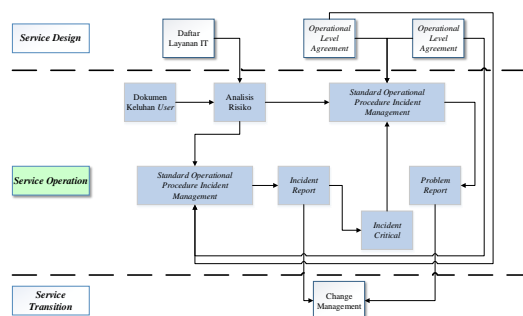 Service Design
Daftar
Layanan IT
Operational
Level
Agreement
Operational
Level
Agreement
Dokumen
Keluhan User
Analisis
Risiko
Standard Operational
Procedure Incident
Management
Service Operation
Standard Operational
Procedure Incident
Management
Incident
Report
Problem
Report
Incident
Critical
Service
Transition
Change
Management